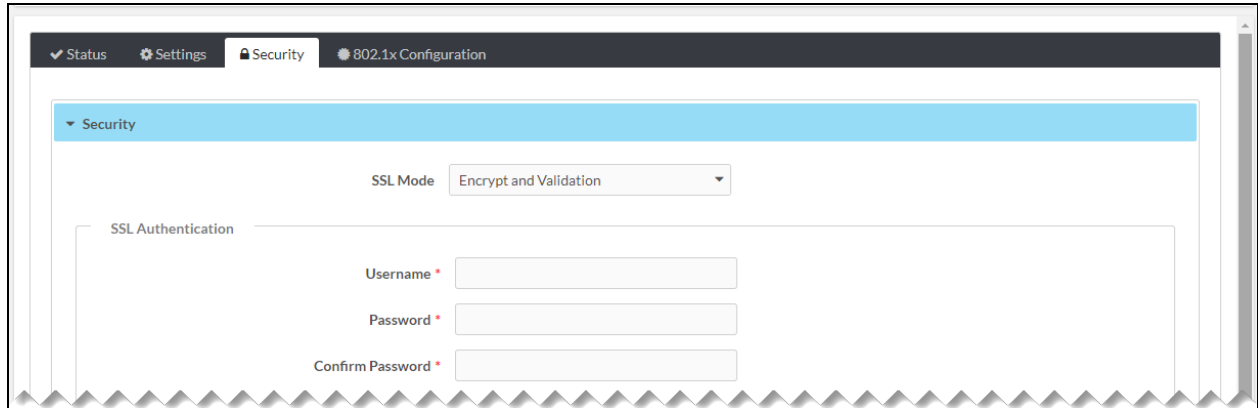 Status Settings Security 802.1x Configuration
Security
SSL Mode Encrypt and Validation
SSL Authentication
Username *
Password *
Confirm Password *